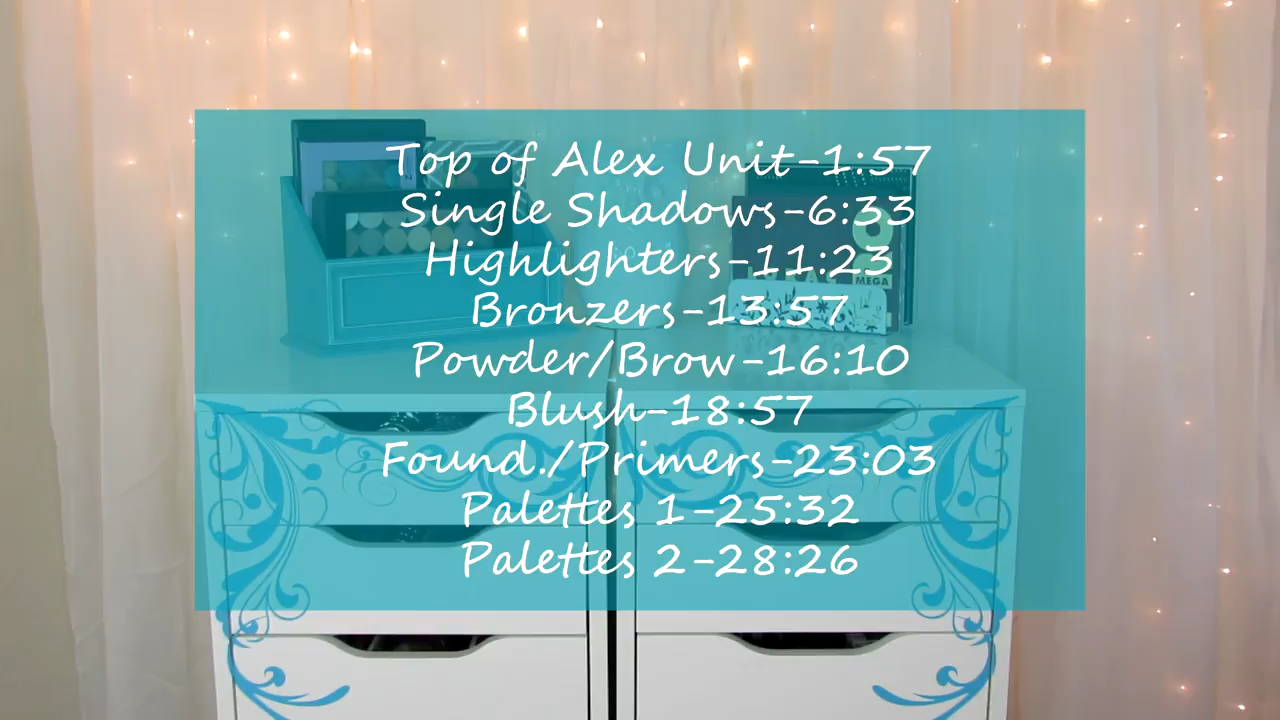 Top of Alex Unit-1:57
Single Shadows-6:33
Highlighters-11:23
Bronzers-13:57
MEGA
Powder/Brow-16:10
Blush-18:57
Found./Primers-23:03
Palettes 1-25:32
Palettes 2-28:26